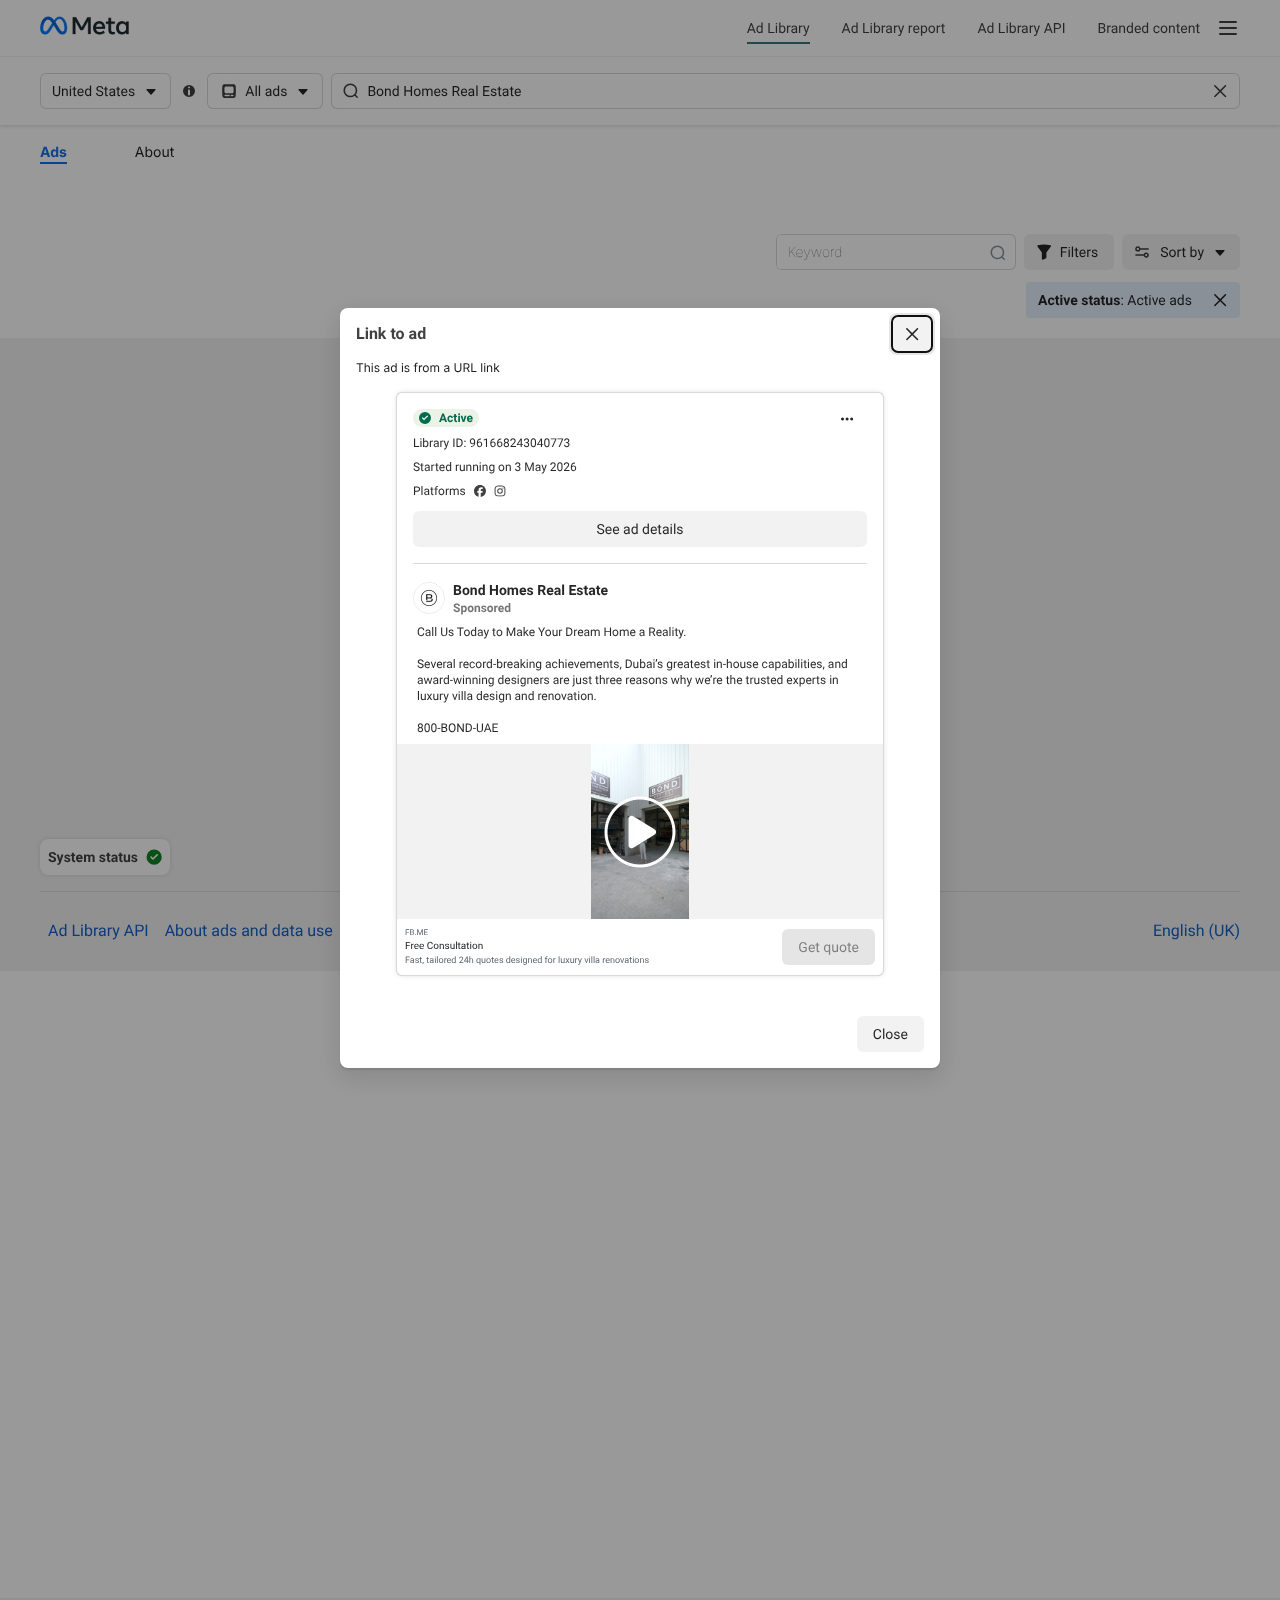 Meta
Ad Library
Ad Library report
Ad Library API
Branded content
United States
All ads
Bond Homes Real Estate
Ads
About
Keyword
Filters
Sort by
Active status: Active ads
Link to ad
This ad is from a URL link
Active
Library ID: 961668243040773
Started running on 3 May 2026
Platforms
See ad details
B
Bond Homes Real Estate
Sponsored
Call Us Today to Make Your Dream Home a Reality.
Several record-breaking achievements, Dubai's greatest in-house capabilities, and
award-winning designers are just three reasons why we're the trusted experts in
luxury villa design and renovation.
800-BOND-UAE
ND
BOND
FB.ME
Free Consultation
Fast, tailored 24h quotes designed for luxury villa renovations
Get quote
Close
System status
Ad Library API
About ads and data use
English (UK)